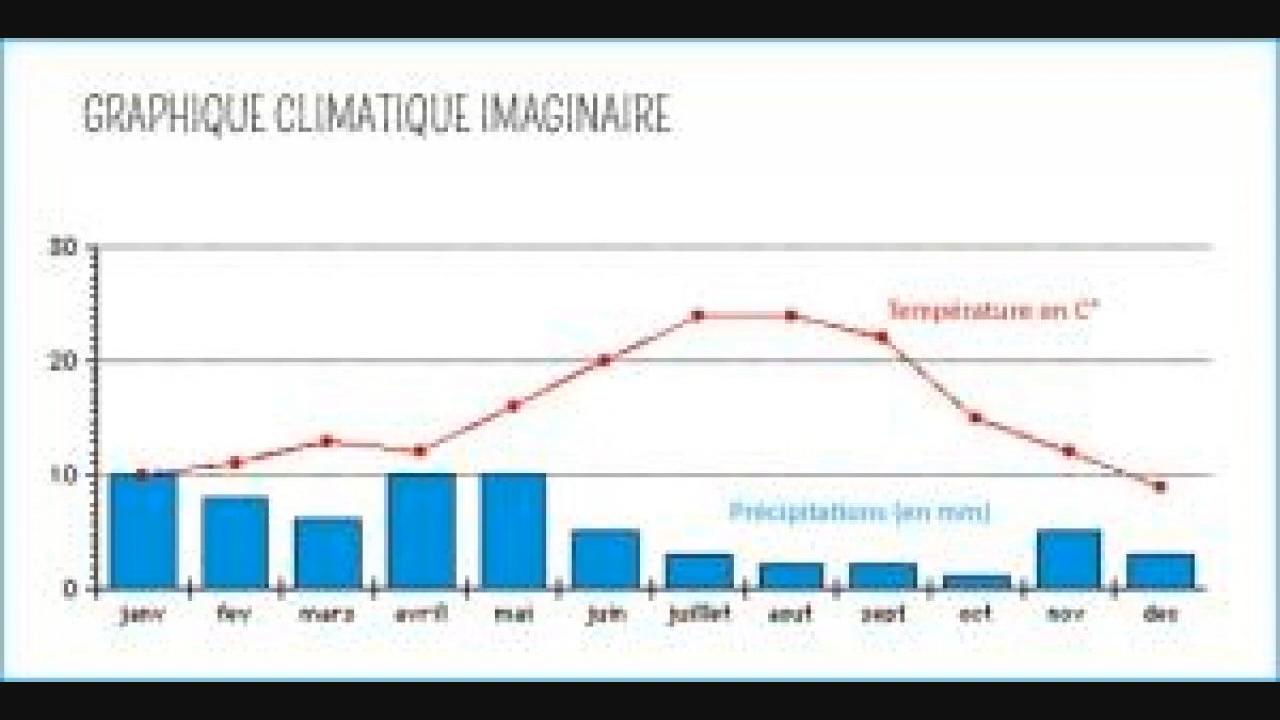 GRAPHIQUE CLIMATIQUE IMAGINAIRE
30
Température en C°
20
10
Précipitations (en mm)
0
janv fev mars avril mai juin juillet aout sept oct nov dec